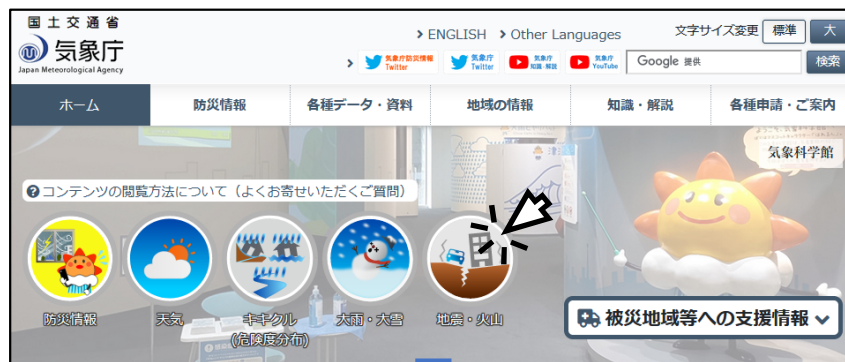 国土交通省
気象庁
Japan Meteorological Agency
ENGLISH Other Languages 文字サイズ変更 標準 大
気象庁防災情報 Twitter
気象庁 Twitter
気象庁 知識・解説
気象庁 YouTube
Google 提供 検索
ホーム 防災情報 各種データ・資料 地域の情報 知識・解説 各種申請・ご案内
気象科学館
コンテンツの閲覧方法について（よくお寄せいただくご質問）
防災情報 天気 キキクル 大雨・大雪 地震・火山
(危険度分布)
被災地域等への支援情報